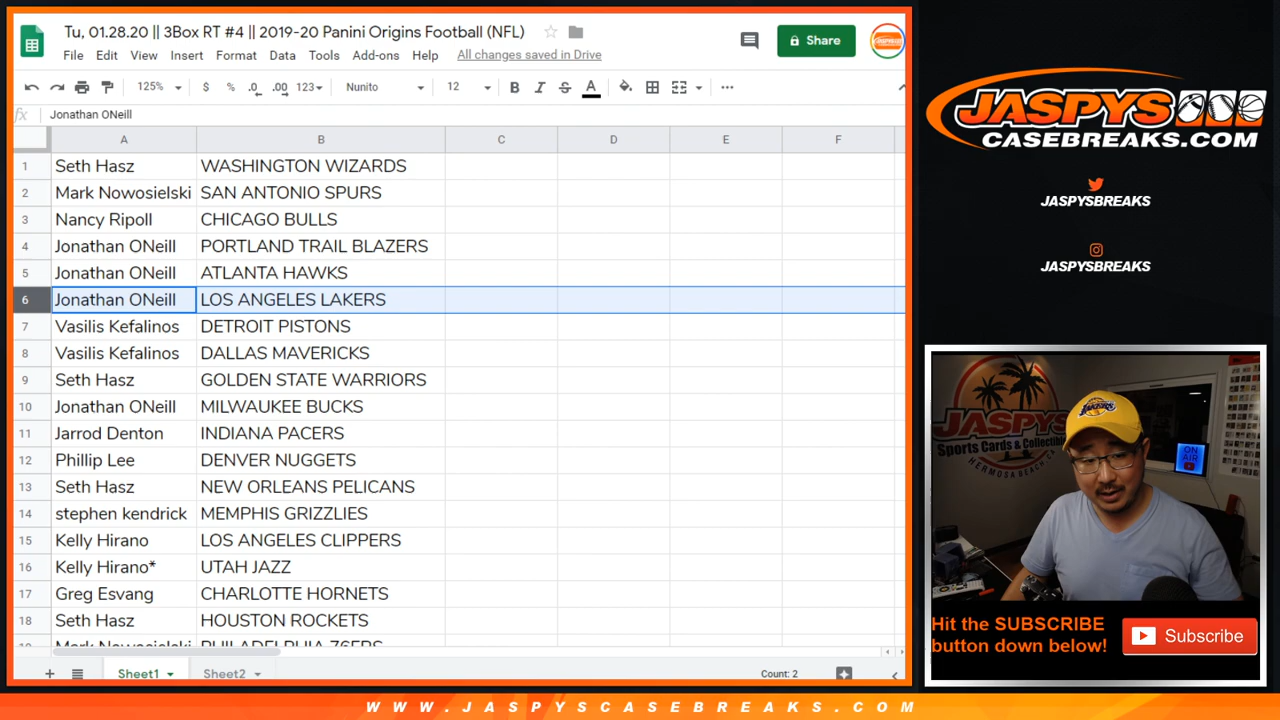 Tu, 01.28.20 || 3Box RT #4 || 2019-20 Panini Origins Football (NFL)
File Edit View Insert Format Data Tools Add-ons Help All changes saved in Drive
Share
125% $ % .0 .00 123 Nunito 12 B I S A
fx Jonathan ONeill
A B C D E F
1 Seth Hasz WASHINGTON WIZARDS
2 Mark Nowosielski SAN ANTONIO SPURS
3 Nancy Ripoll CHICAGO BULLS
4 Jonathan ONeill PORTLAND TRAIL BLAZERS
5 Jonathan ONeill ATLANTA HAWKS
6 Jonathan ONeill LOS ANGELES LAKERS
7 Vasilis Kefalinos DETROIT PISTONS
8 Vasilis Kefalinos DALLAS MAVERICKS
9 Seth Hasz GOLDEN STATE WARRIORS
10 Jonathan ONeill MILWAUKEE BUCKS
11 Jarrod Denton INDIANA PACERS
12 Phillip Lee DENVER NUGGETS
13 Seth Hasz NEW ORLEANS PELICANS
14 stephen kendrick MEMPHIS GRIZZLIES
15 Kelly Hirano LOS ANGELES CLIPPERS
16 Kelly Hirano* UTAH JAZZ
17 Greg Esvang CHARLOTTE HORNETS
18 Seth Hasz HOUSTON ROCKETS
19 Mark Nowosielski PHILADELPHIA 76ERS
Sheet1 Sheet2 Count: 2
JASPYS
CASEBREAKS.COM
JASPYSBREAKS
JASPYSBREAKS
JASPYS
Sports Cards & Collectibles
HERMOSA BEACH
LAKERS
ON
AIR
Hit the SUBSCRIBE
button down below!
Subscribe
WWW.JASPYSCASEBREAKS.COM